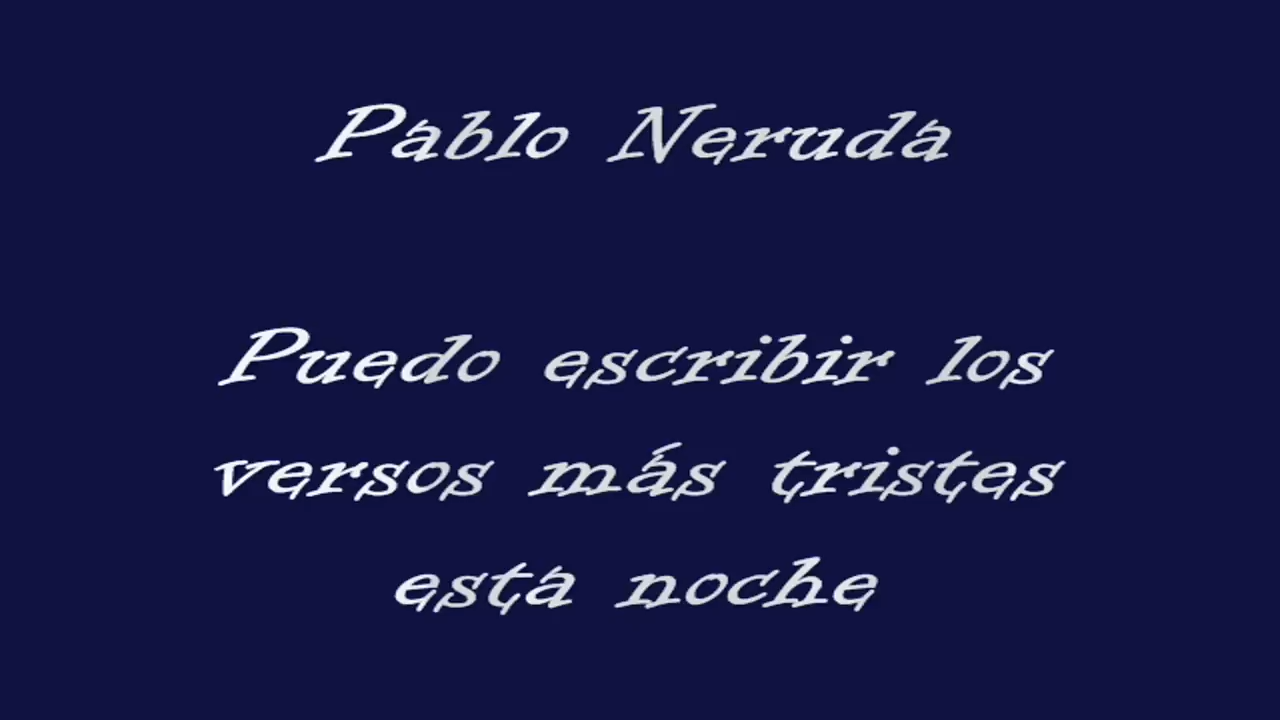 Pablo Neruda
Puedo escribir los
versos más tristes
esta noche